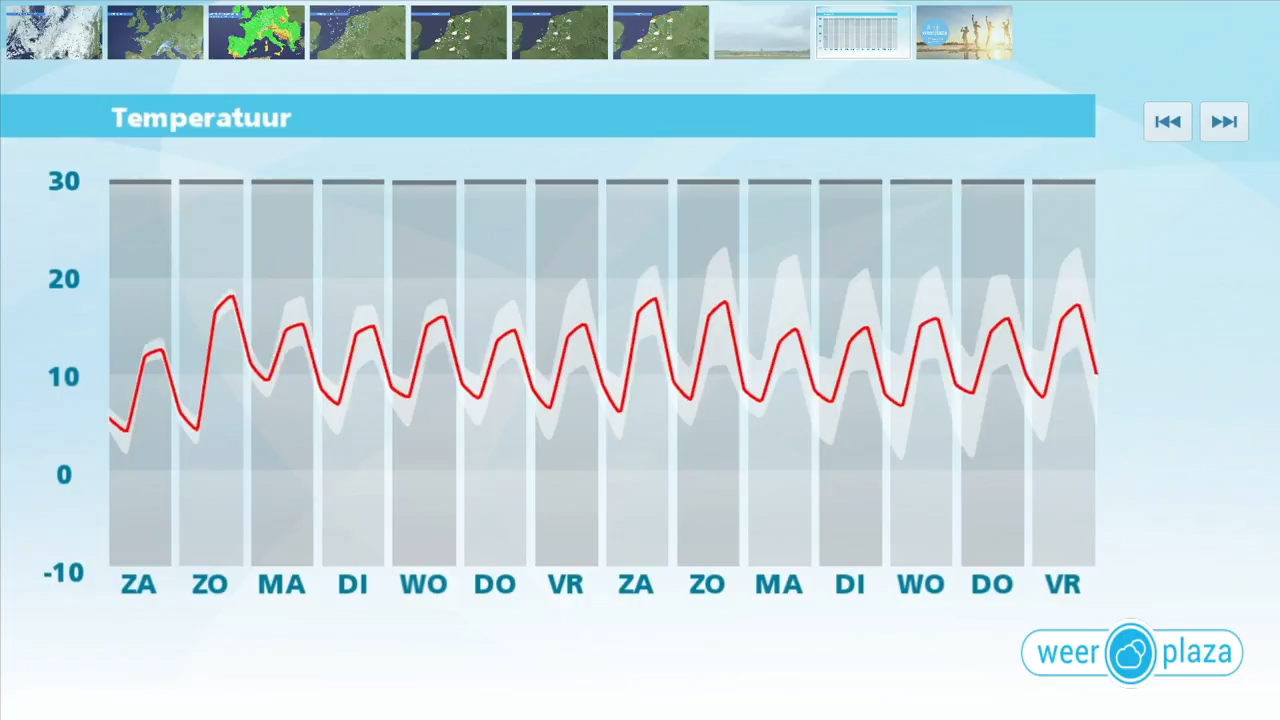 Temperatuur
30
20
10
0
-10
ZA ZO MA DI WO DO VR ZA ZO MA DI WO DO VR
weer plaza